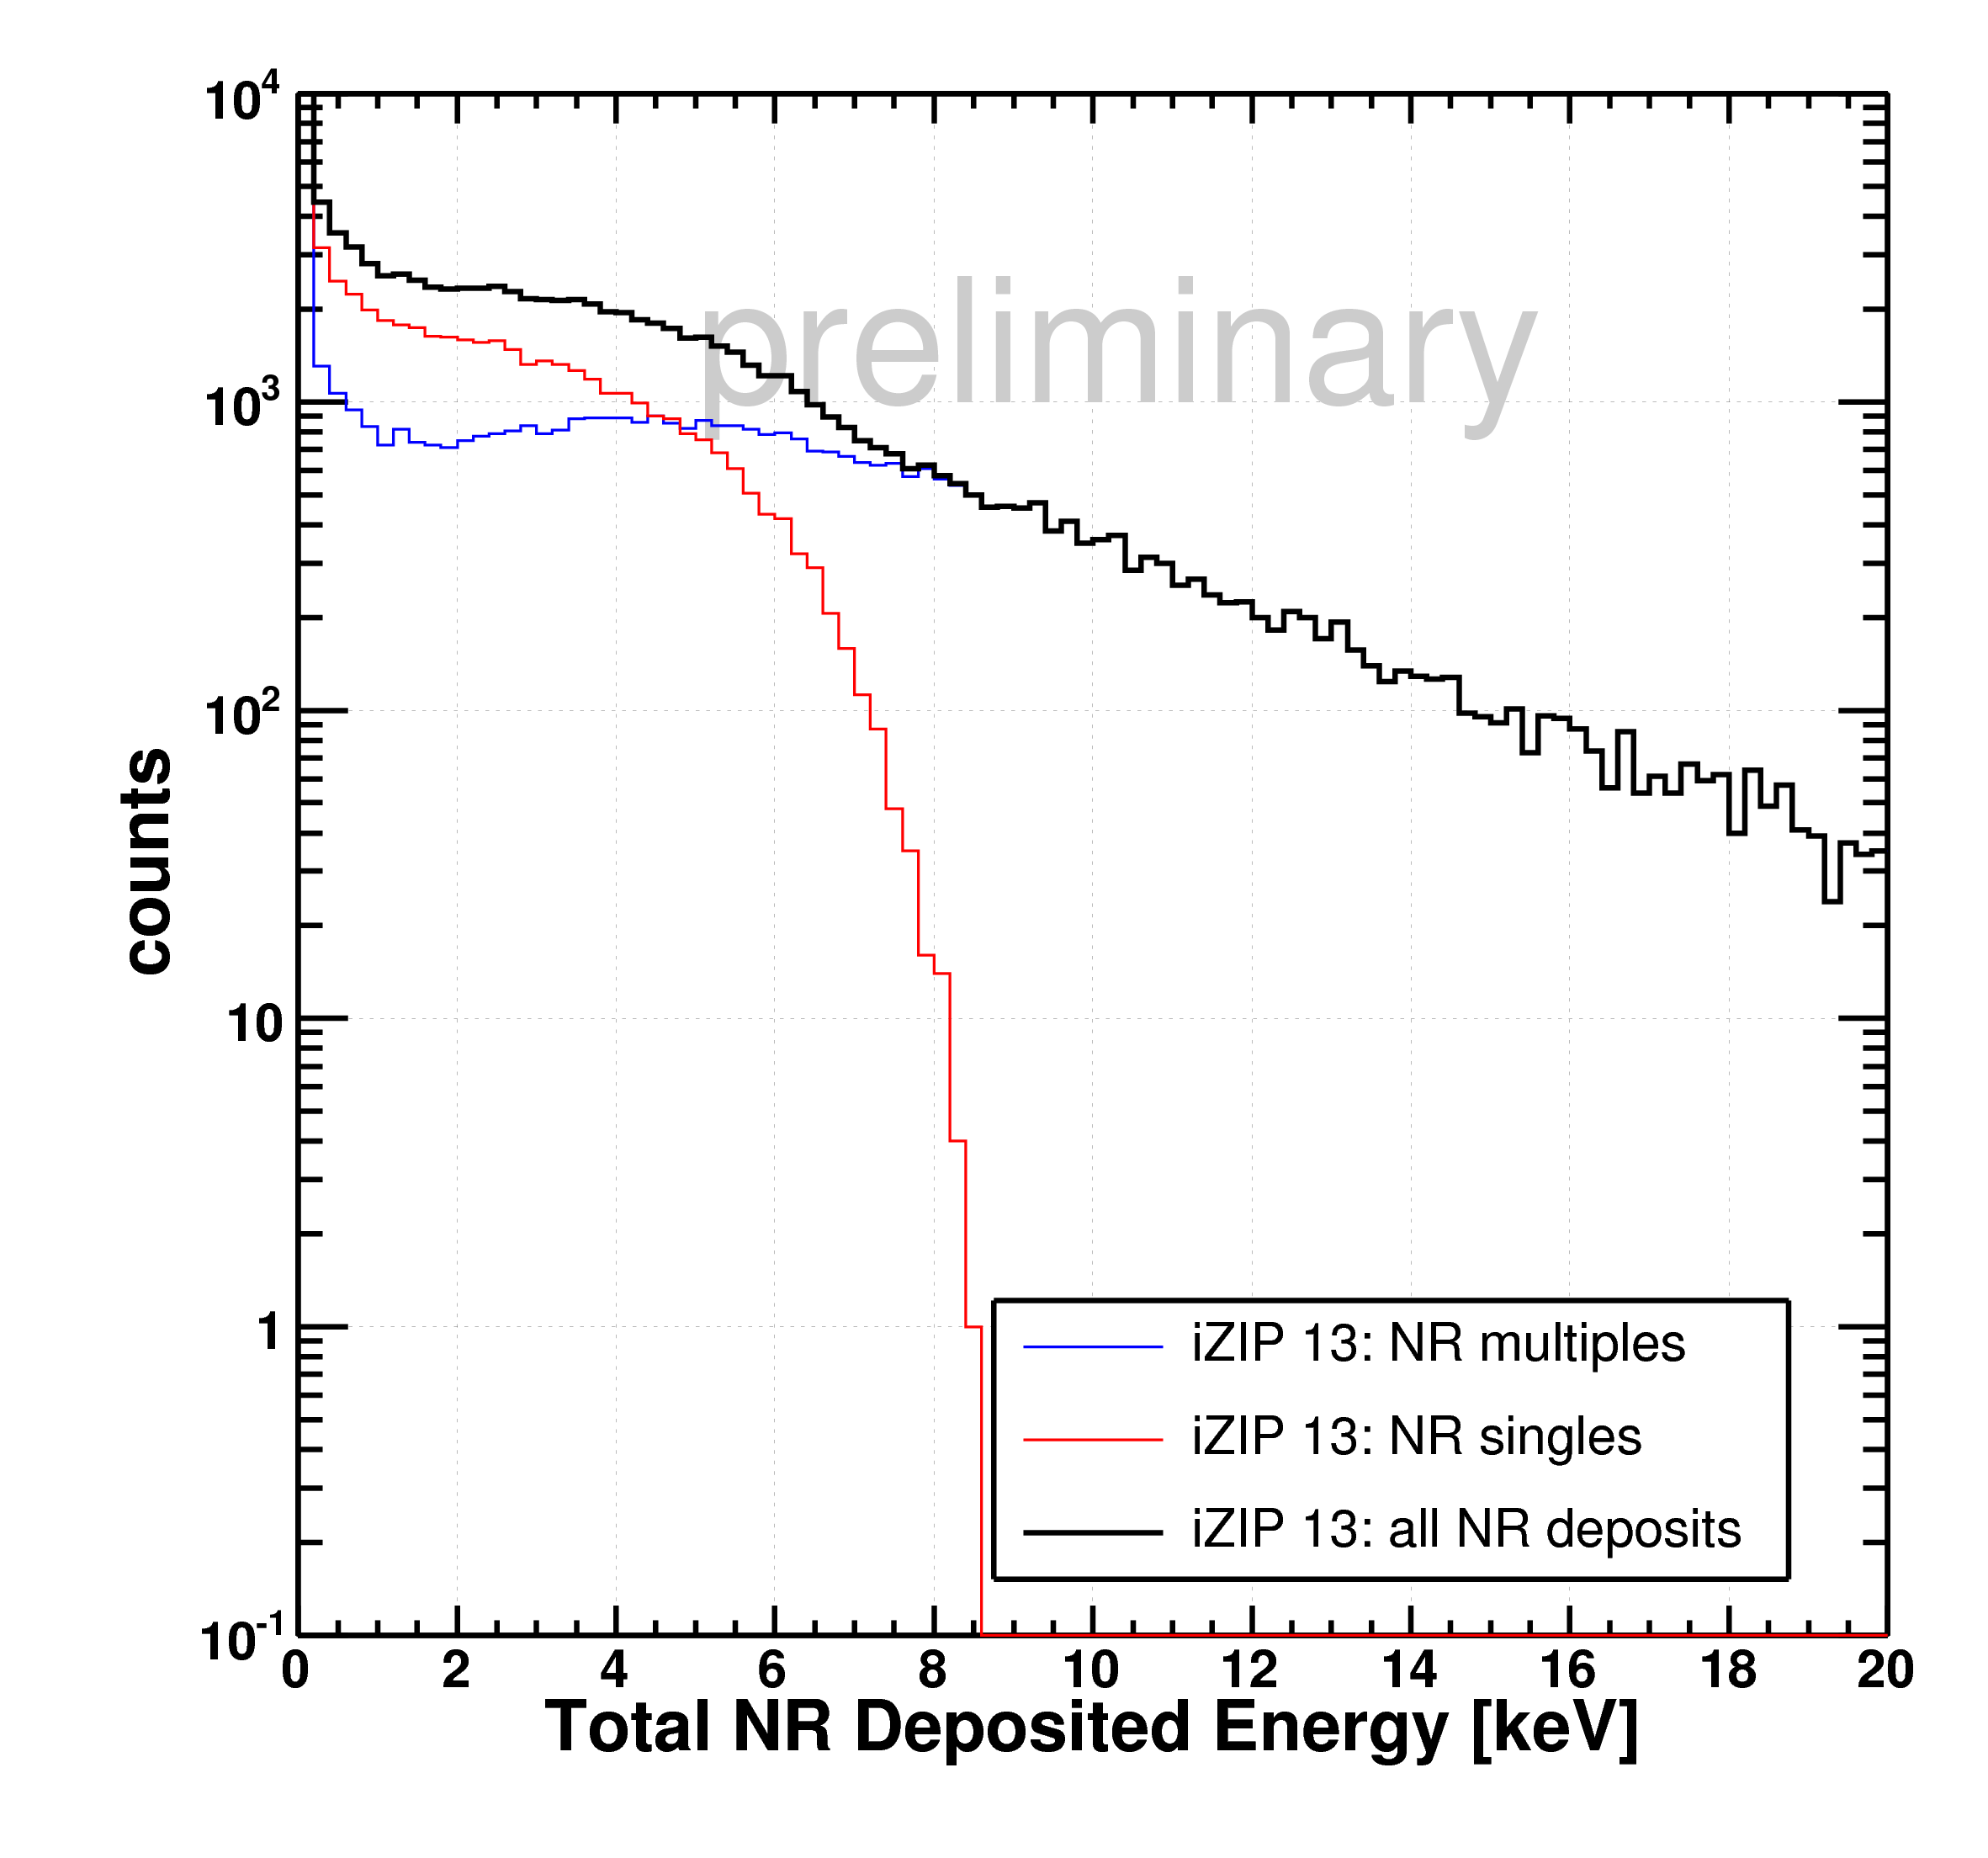 10^4
preliminary
10^3
10^2
counts
10
1
iZIP 13: NR multiples
iZIP 13: NR singles
iZIP 13: all NR deposits
10^-1
0 2 4 6 8 10 12 14 16 18 20
Total NR Deposited Energy [keV]